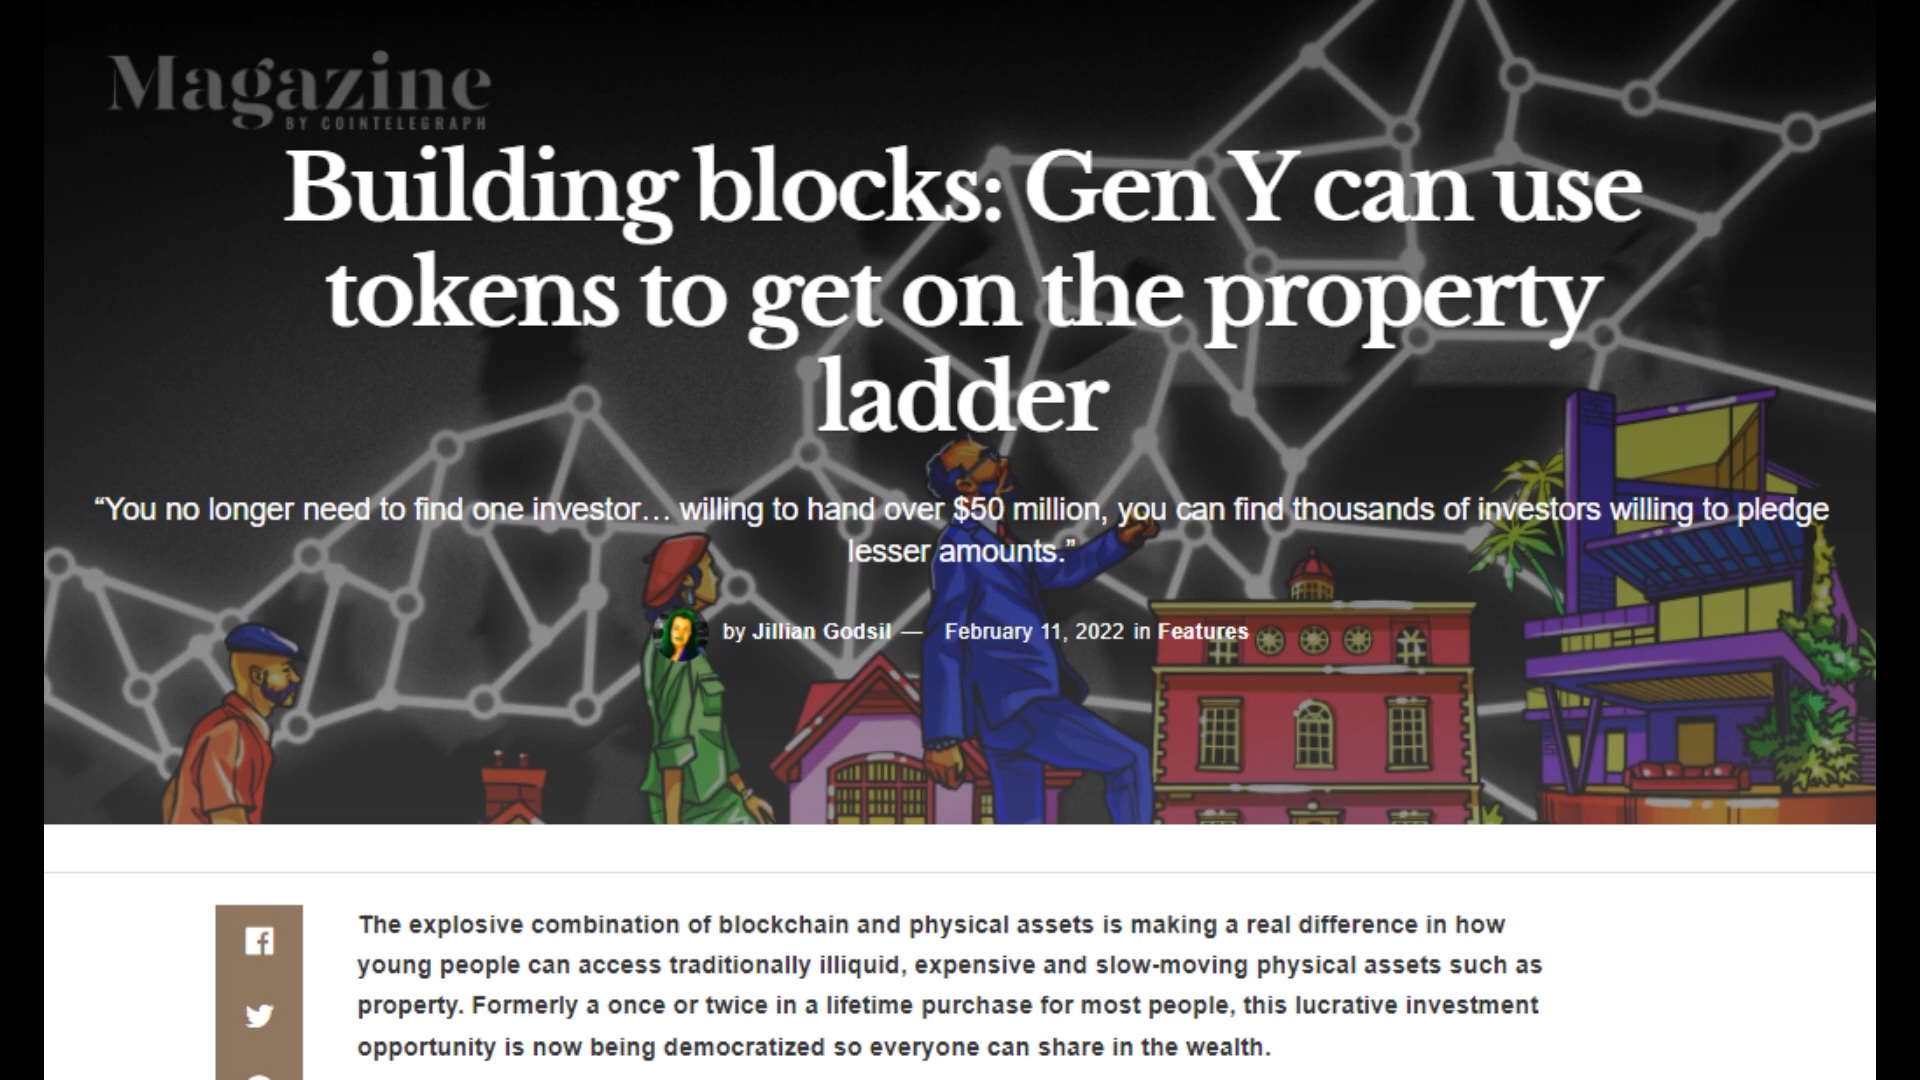 Magazine
BY COINTELEGRAPH
Building blocks: Gen Y can use
tokens to get on the property
ladder
“You no longer need to find one investor… willing to hand over $50 million, you can find thousands of investors willing to pledge
lesser amounts.”
by Jillian Godsil — February 11, 2022 in Features
The explosive combination of blockchain and physical assets is making a real difference in how
young people can access traditionally illiquid, expensive and slow-moving physical assets such as
property. Formerly a once or twice in a lifetime purchase for most people, this lucrative investment
opportunity is now being democratized so everyone can share in the wealth.